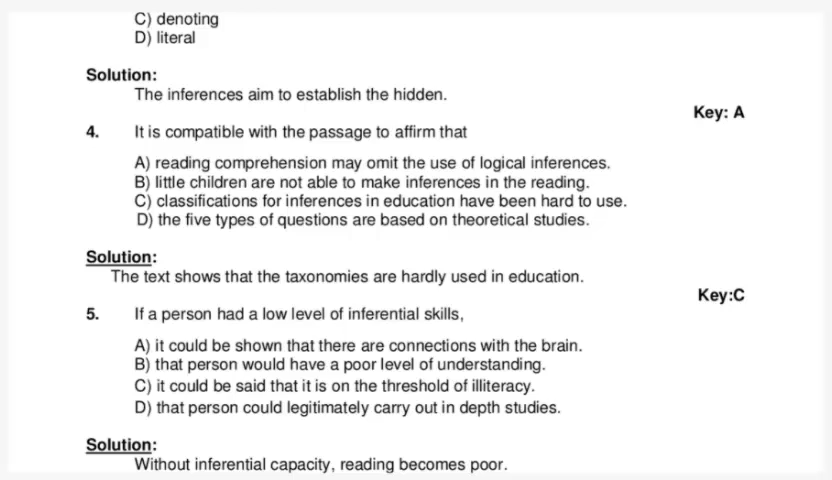 C) denoting
D) literal
Solution:
The inferences aim to establish the hidden.
Key: A
4. It is compatible with the passage to affirm that
A) reading comprehension may omit the use of logical inferences.
B) little children are not able to make inferences in the reading.
C) classifications for inferences in education have been hard to use.
D) the five types of questions are based on theoretical studies.
Solution:
The text shows that the taxonomies are hardly used in education.
Key:C
5. If a person had a low level of inferential skills,
A) it could be shown that there are connections with the brain.
B) that person would have a poor level of understanding.
C) it could be said that it is on the threshold of illiteracy.
D) that person could legitimately carry out in depth studies.
Solution:
Without inferential capacity, reading becomes poor.